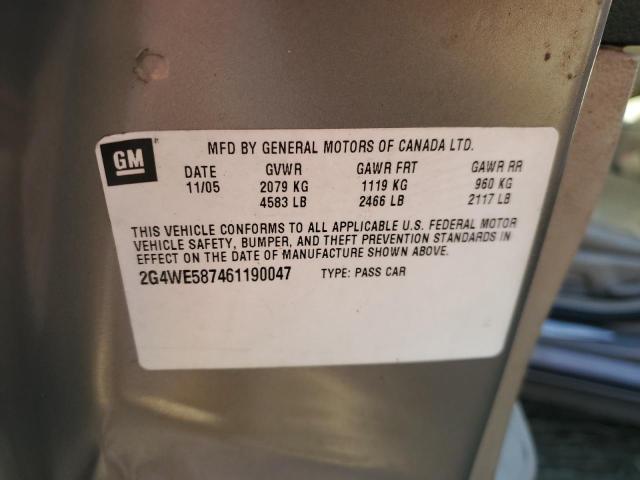 GM
MFD BY GENERAL MOTORS OF CANADA LTD.
DATE GVWR GAWR FRT GAWR RR
11/05 2079 KG 1119 KG 960 KG
4583 LB 2466 LB 2117 LB
THIS VEHICLE CONFORMS TO ALL APPLICABLE U.S. FEDERAL MOTOR
VEHICLE SAFETY, BUMPER, AND THEFT PREVENTION STANDARDS IN
EFFECT ON THE DATE OF MANUFACTURE SHOWN ABOVE.
2G4WE587461190047 TYPE: PASS CAR